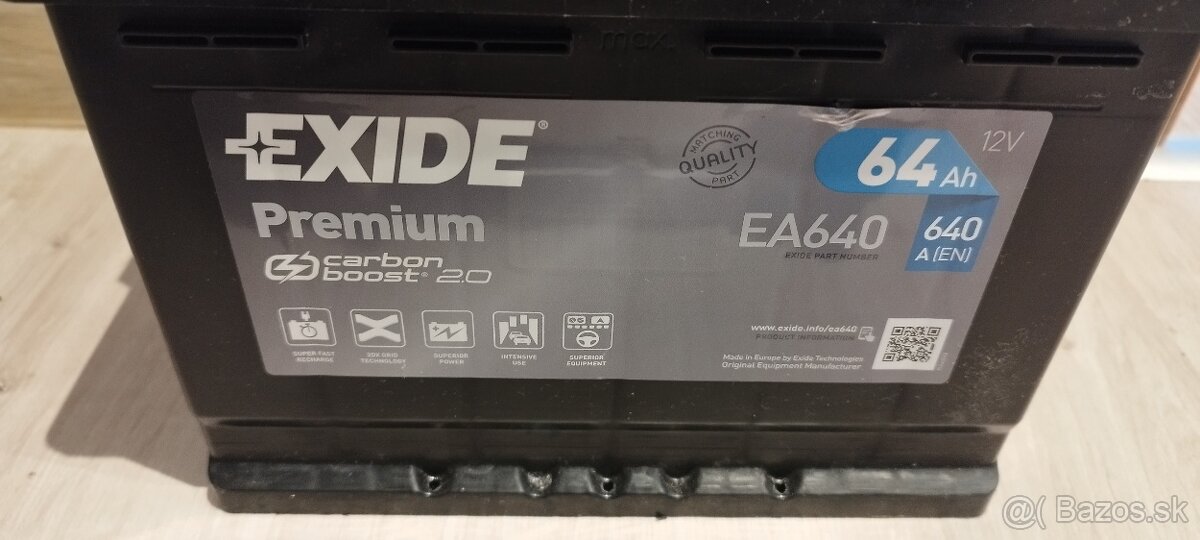 max.
EXIDE®
MATCHING
QUALITY
PART
64 Ah
12V
Premium
EA640
EXIDE PART NUMBER
640
A (EN)
carbon
boost® 2.0
SUPER FAST
RECHARGE
3DX GRID
TECHNOLOGY
SUPERIOR
POWER
INTENSIVE
USE
SUPERIOR
EQUIPMENT
www.exide.info/ea640
PRODUCT INFORMATION
Made in Europe by Exide Technologies
Original Equipment Manufacturer
@( Bazos.sk